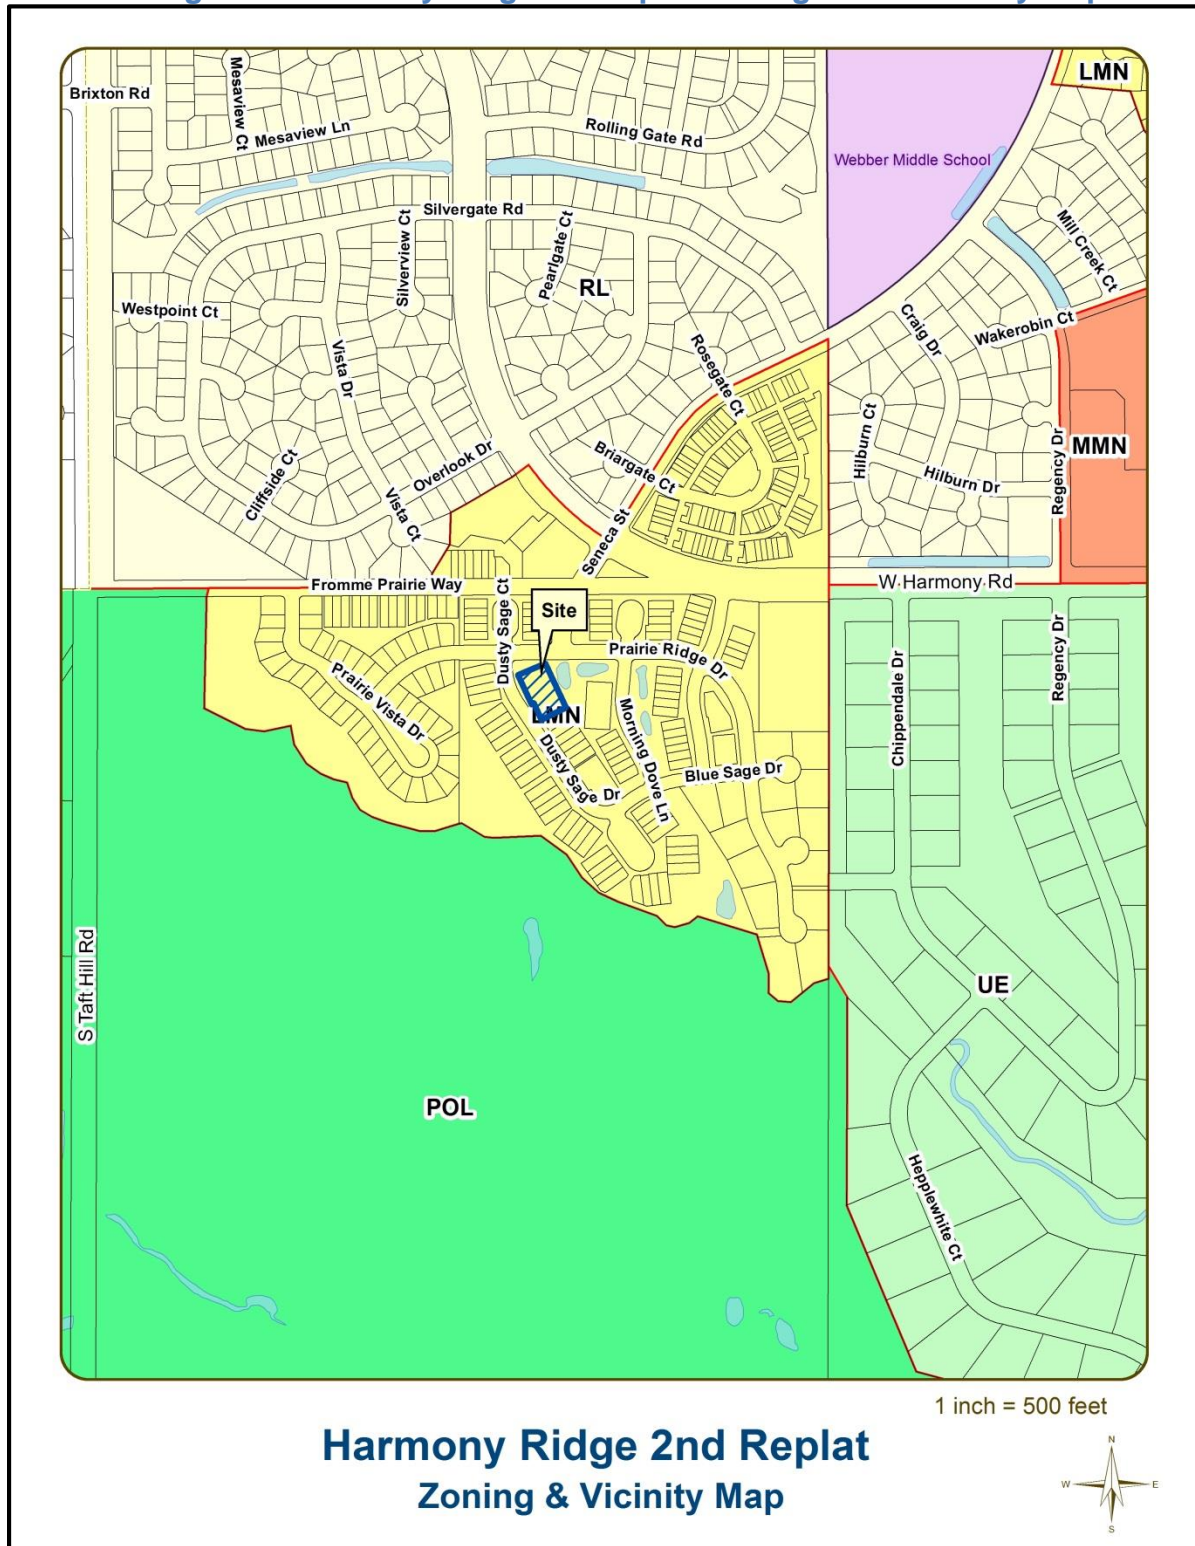 LMN
Brixton Rd
Mesaview Ct
Mesaview Ln
Rolling Gate Rd
Webber Middle School
Silvergate Rd
Silverview Ct
Pearlgate Ct
Mill Creek Ct
RL
Westpoint Ct
Vista Dr
Rosegate Ct
Craig Dr
Wakerobin Ct
Cliffside Ct
Overlook Dr
Vista Ct
Briargate Ct
Hilburn Ct
Hilburn Dr
Regency Dr
MMN
Seneca St
Fromme Prairie Way
W Harmony Rd
Dusty Sage Ct
Site
Prairie Ridge Dr
Prairie Vista Dr
LMN
Chippendale Dr
Regency Dr
Dusty Sage Dr
Morning Dove Ln
Blue Sage Dr
S Taft Hill Rd
UE
POL
Hepplewhite Ct
1 inch = 500 feet
Harmony Ridge 2nd Replat
Zoning & Vicinity Map
N
W E
S